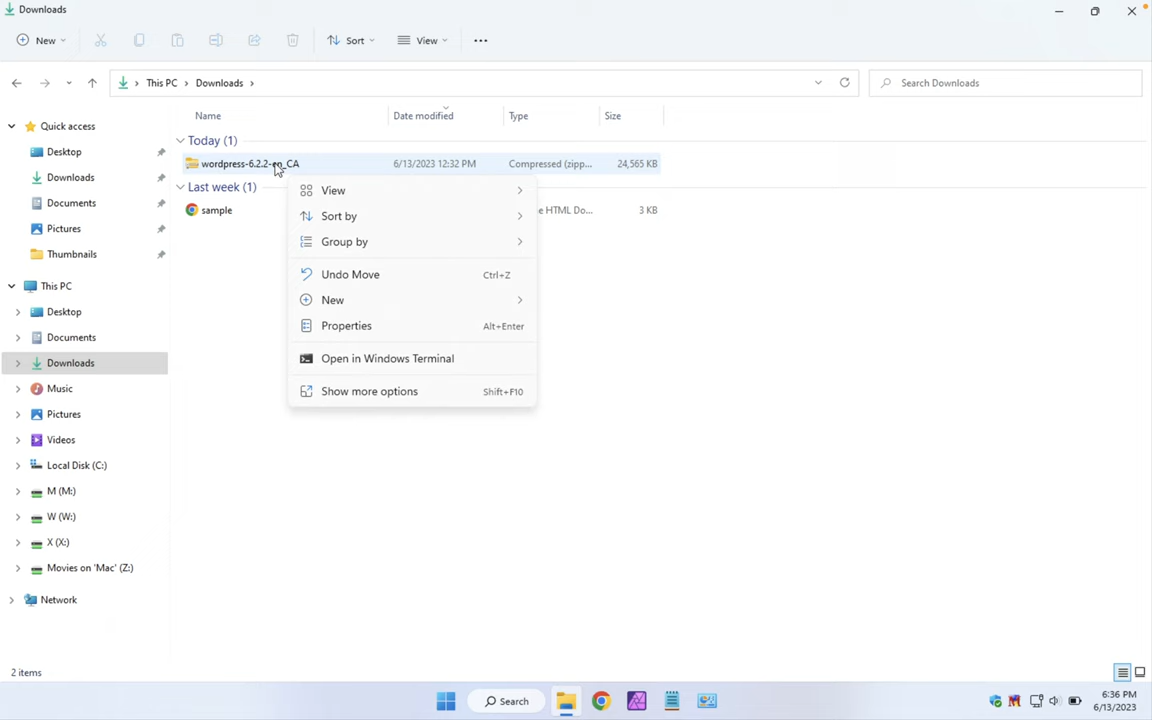 Downloads
New
Sort
View
This PC
Downloads
Search Downloads
Name
Date modified
Type
Size
Quick access
Desktop
Downloads
Documents
Pictures
Thumbnails
This PC
Desktop
Documents
Downloads
Music
Pictures
Videos
Local Disk (C:)
M (M:)
W (W:)
X (X:)
Movies on 'Mac' (Z:)
Network
Today (1)
wordpress-6.2.2-en_CA 6/13/2023 12:32 PM Compressed (zipp... 24,565 KB
Last week (1)
sample e HTML Do... 3 KB
View
Sort by
Group by
Undo Move Ctrl+Z
New
Properties Alt+Enter
Open in Windows Terminal
Show more options Shift+F10
2 items
Search
6:36 PM
6/13/2023